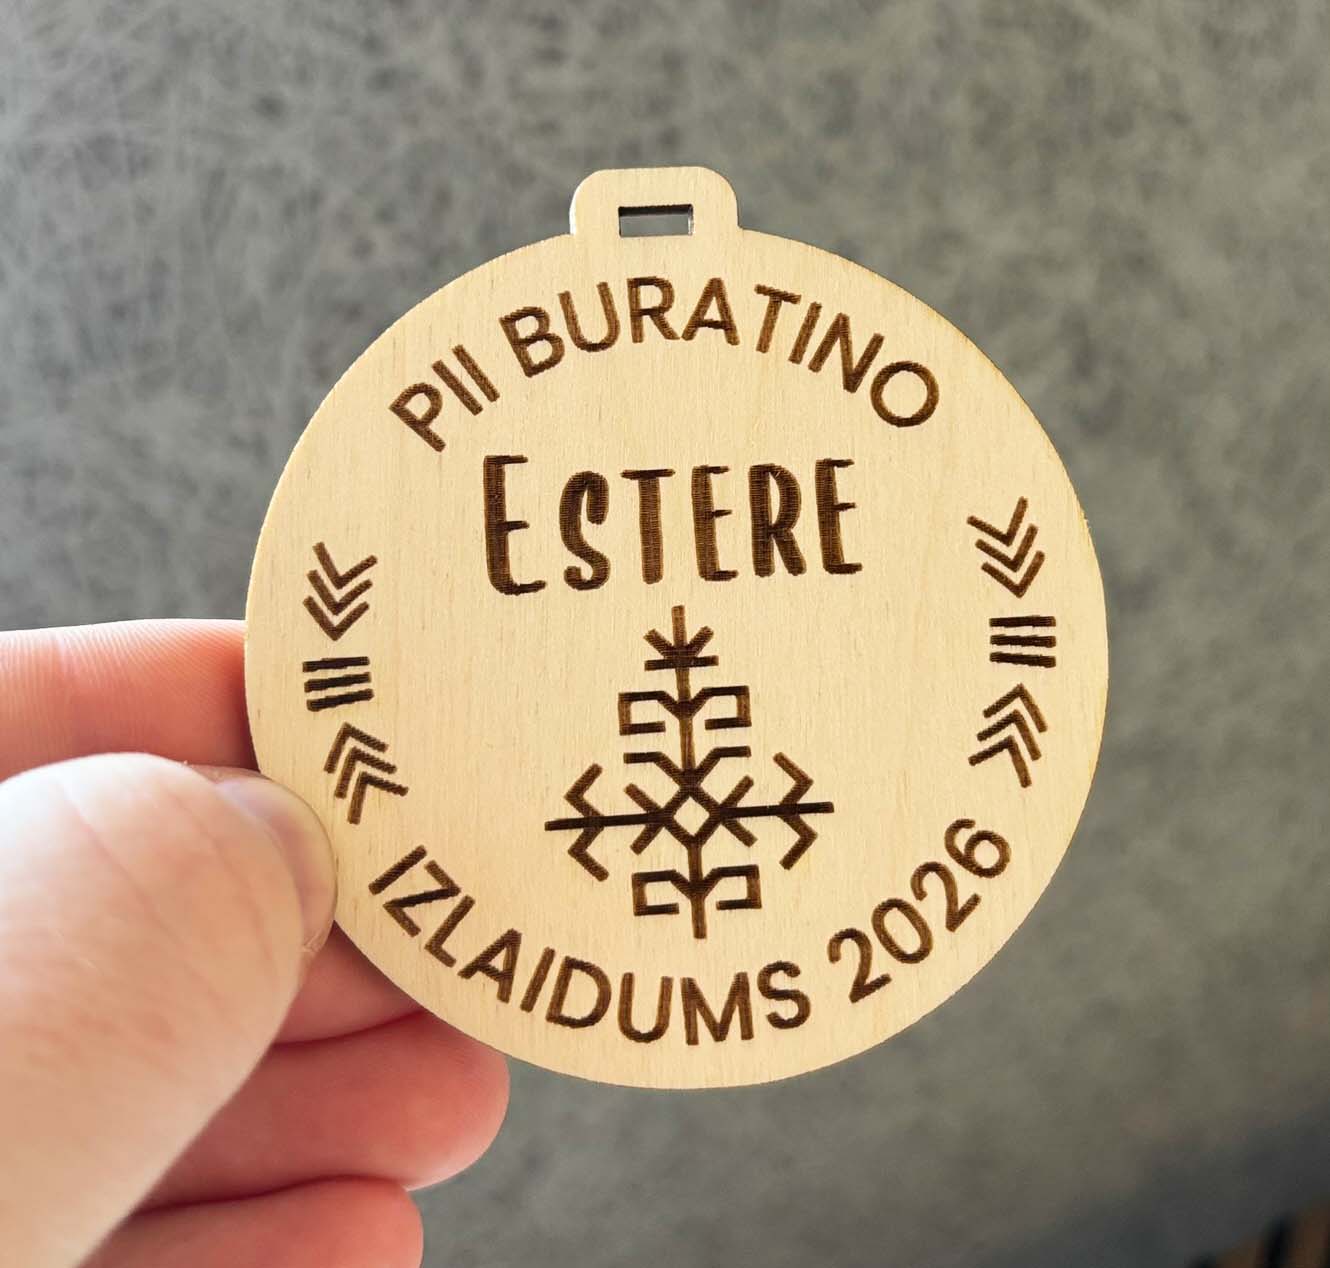 PII BURATINO
ESTERE
IZLAIDUMS 2026